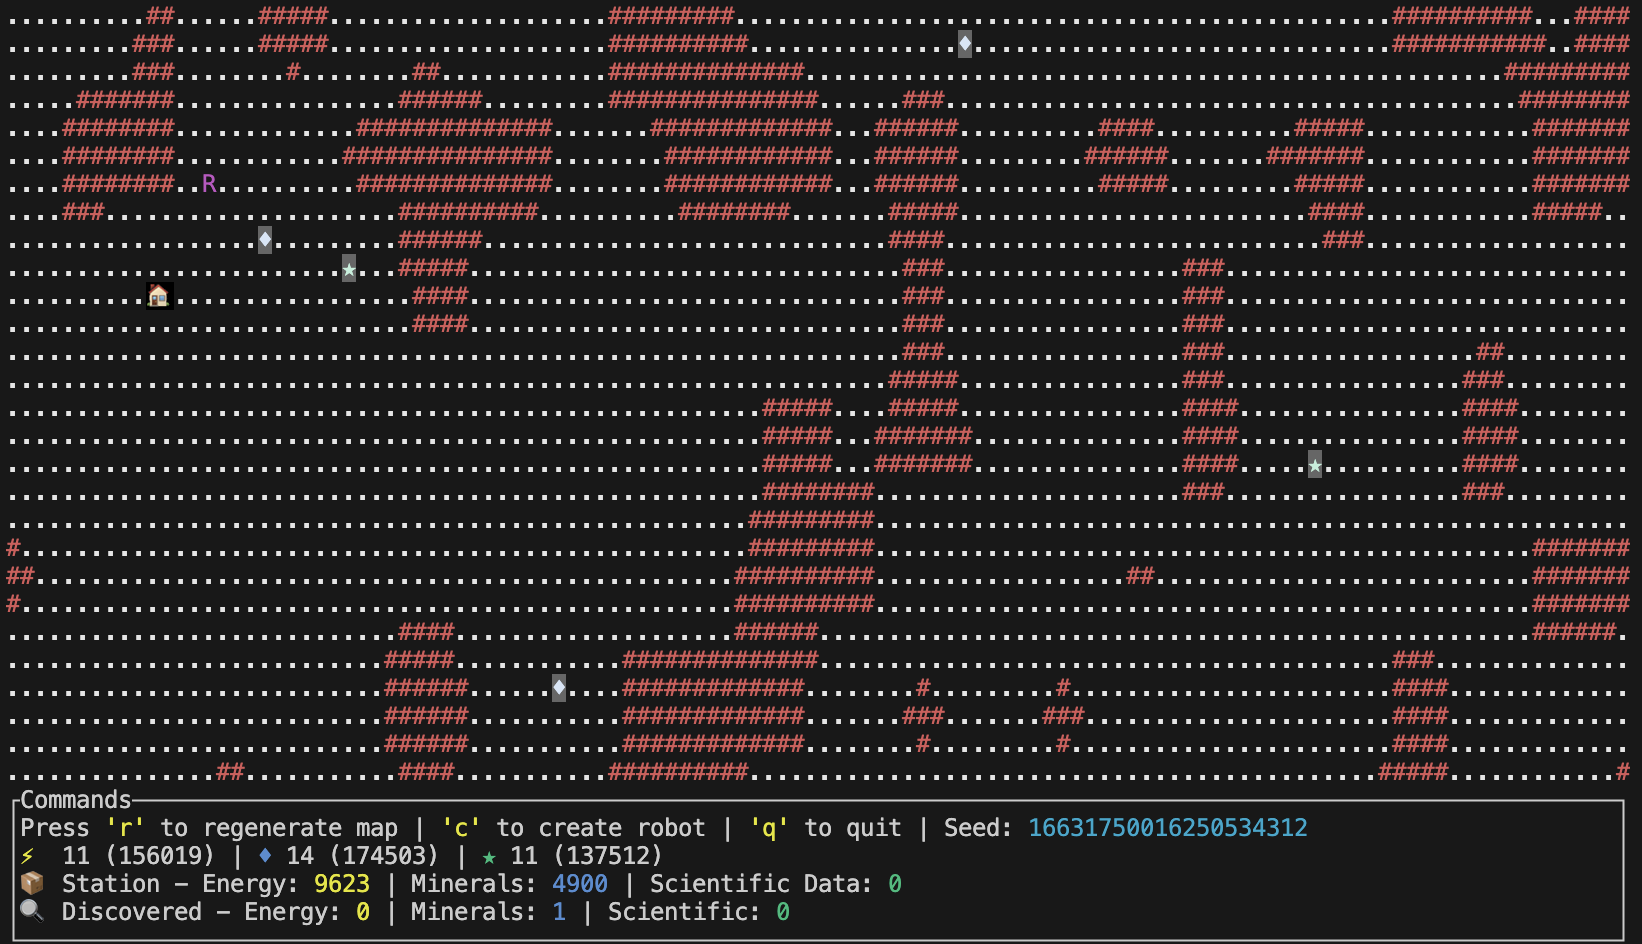 R
Commands
Press 'r' to regenerate map | 'c' to create robot | 'q' to quit | Seed: 16631750016250534312
⚡ 11 (156019) | ♦ 14 (174503) | ★ 11 (137512)
📦 Station – Energy: 9623 | Minerals: 4900 | Scientific Data: 0
🔍 Discovered – Energy: 0 | Minerals: 1 | Scientific: 0